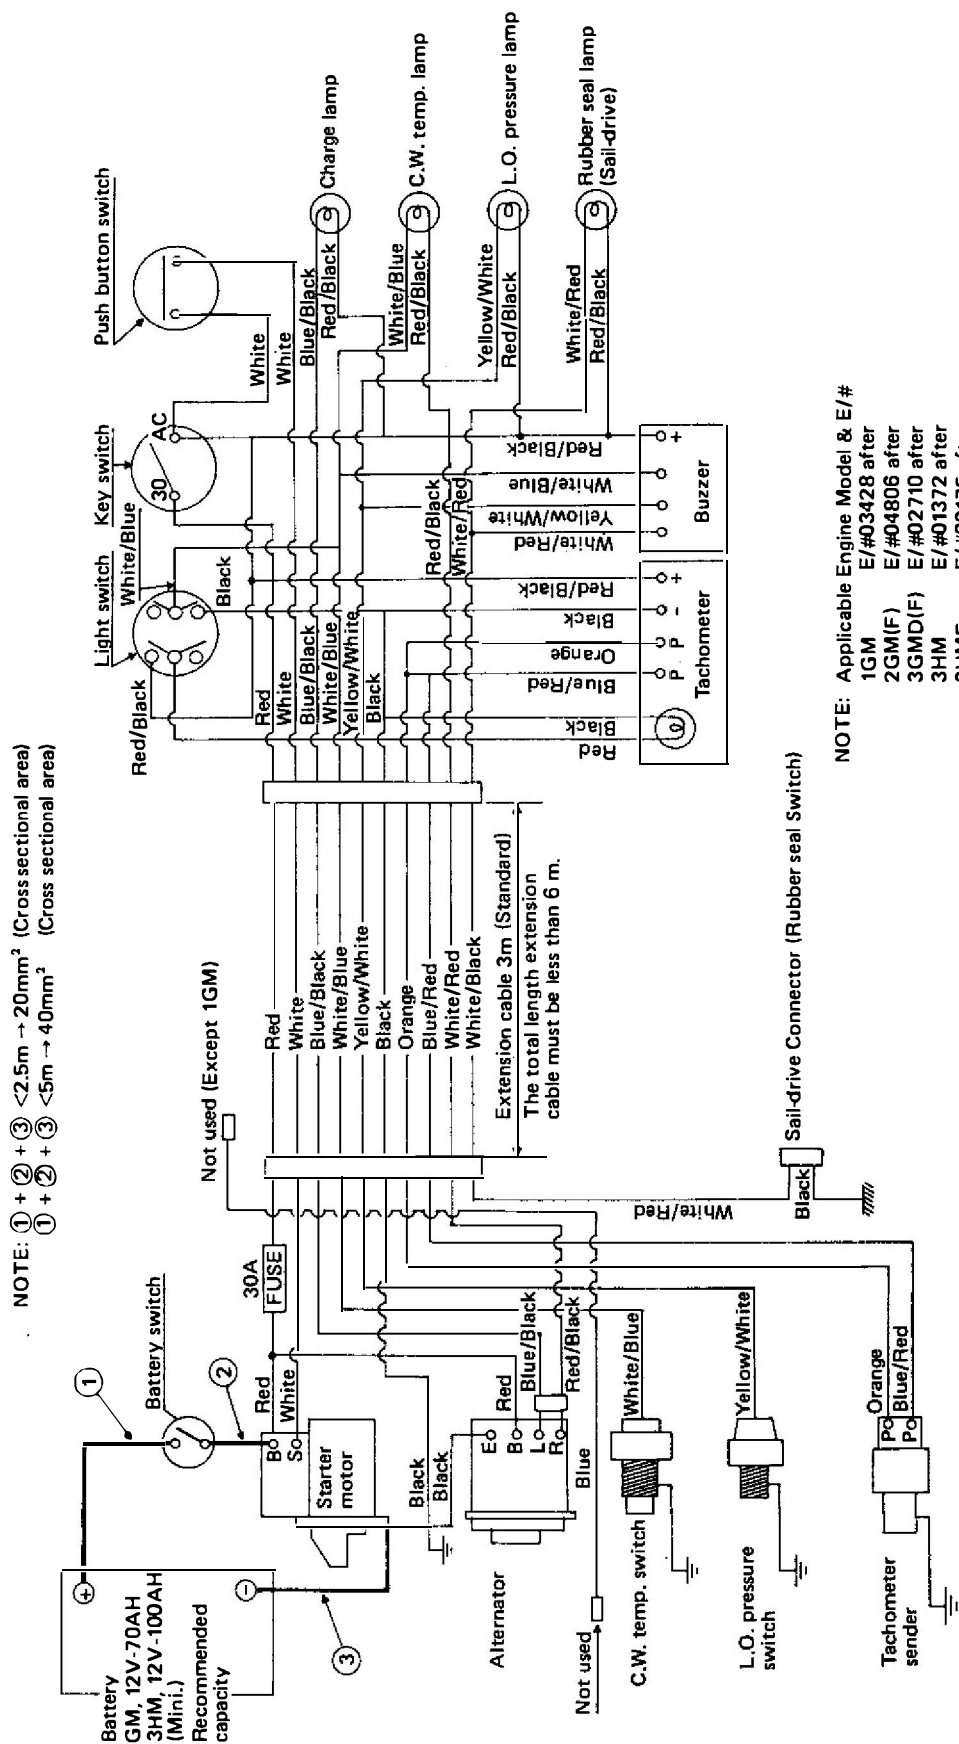 NOTE: ① + ② + ③ <2.5m → 20mm² (Cross sectional area)
① + ② + ③ <5m → 40mm² (Cross sectional area)
Push button switch
Key switch
Light switch
White/Blue
AC
30
Red/Black
Black
White
White
Blue/Black
Red/Black
Charge lamp
White/Blue
Red/Black
C.W. temp. lamp
Yellow/White
Red/Black
L.O. pressure lamp
White/Red
Red/Black
Rubber seal lamp
(Sail-drive)
Red
White
Blue/Black
White/Blue
Yellow/White
Black
Red/Black
White/Red
Red/Black
White/Blue
Yellow/White
White/Red
+
Buzzer
Red/Black
Black
Orange
Blue/Red
Black
Red
+
-
P
P
Tachometer
Not used (Except 1GM)
Red
White
Blue/Black
White/Blue
Yellow/White
Black
Orange
Blue/Red
White/Red
White/Black
Extension cable 3m (Standard)
The total length extension
cable must be less than 6 m.
Battery switch
①
②
③
30A
FUSE
Red
White
B
S
Starter
motor
+
-
Battery
GM, 12V-70AH
3HM, 12V-100AH
(Mini.)
Recommended
capacity
Black
Black
E
B
L
R
Red
Blue/Black
Red/Black
Alternator
Blue
Not used
White/Blue
C.W. temp. switch
Yellow/White
L.O. pressure
switch
Orange
Blue/Red
P
P
Tachometer
sender
White/Red
Black
Sail-drive Connector (Rubber seal Switch)
NOTE: Applicable Engine Model & E/#
1GM E/#03428 after
2GM(F) E/#04806 after
3GMD(F) E/#02710 after
3HM E/#01372 after